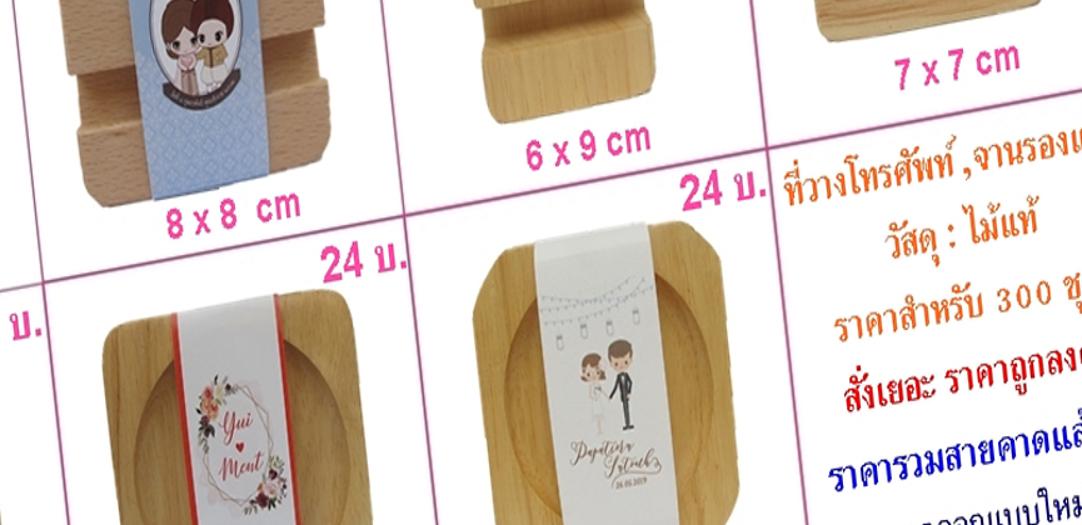 7 x 7 cm
6 x 9 cm
8 x 8 cm
24 บ.
24 บ.
บ.
ที่วางโทรศัพท์ ,จานรอง
วัสดุ : ไม้แท้
ราคาสำหรับ 300
สั่งเยอะ ราคาถูกลง
ราคารวมสายคาด
Yui
Ment
26.05.2019